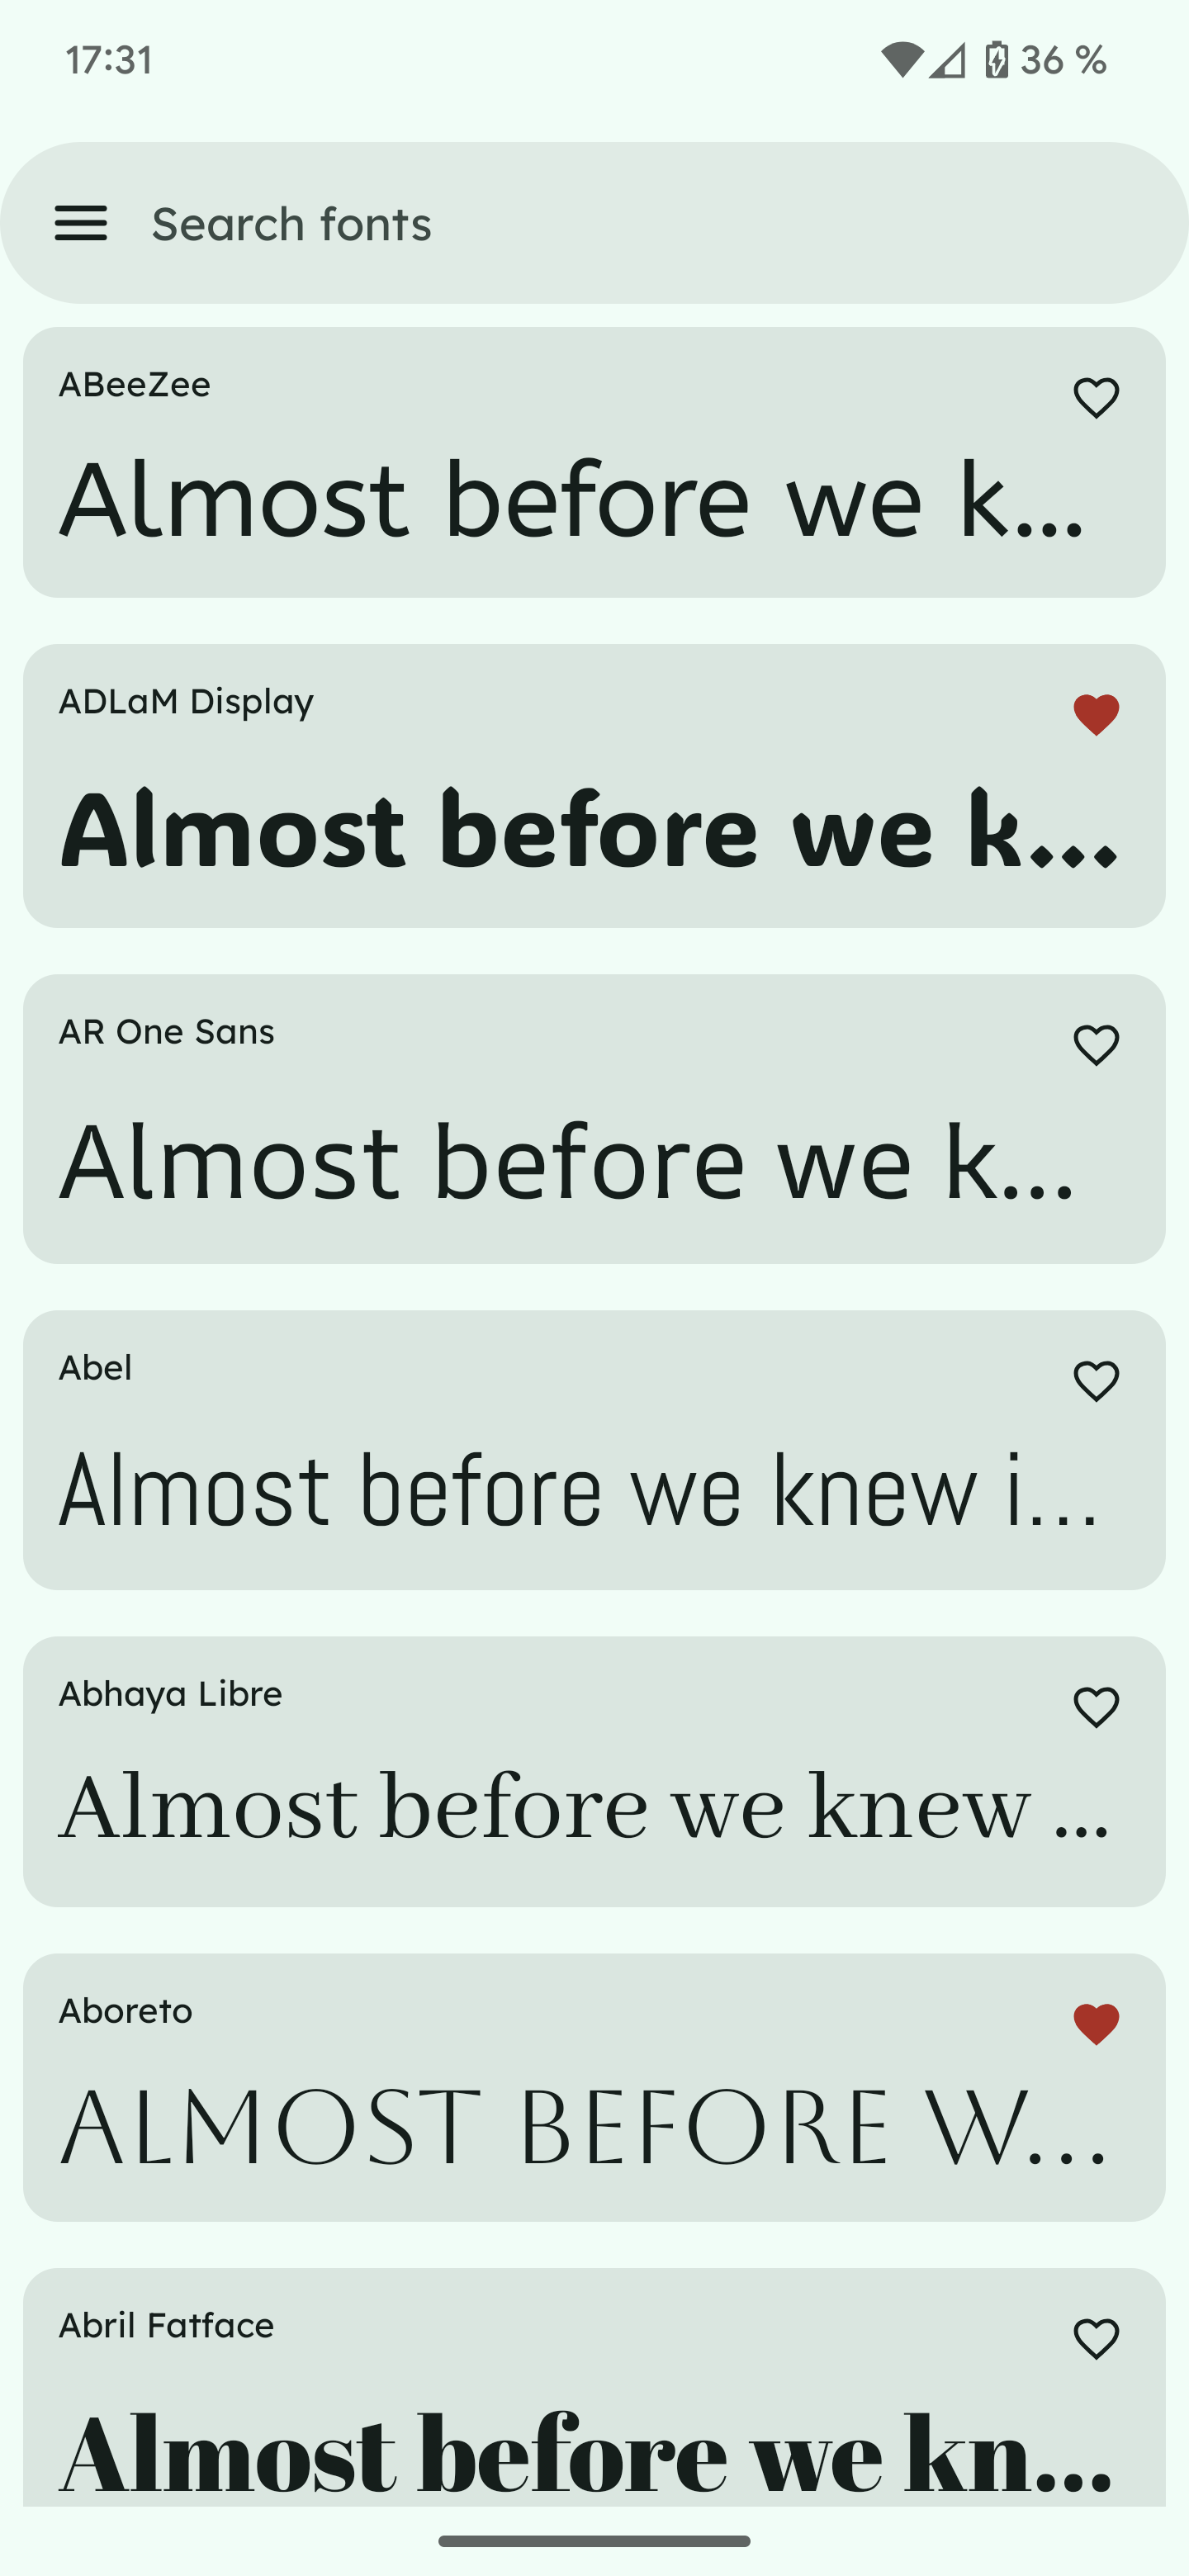 17:31 36 %
Search fonts
ABeeZee
Almost before we k...
ADLaM Display
Almost before we k...
AR One Sans
Almost before we k...
Abel
Almost before we knew i...
Abhaya Libre
Almost before we knew ...
Aboreto
ALMOST BEFORE W...
Abril Fatface
Almost before we kn...